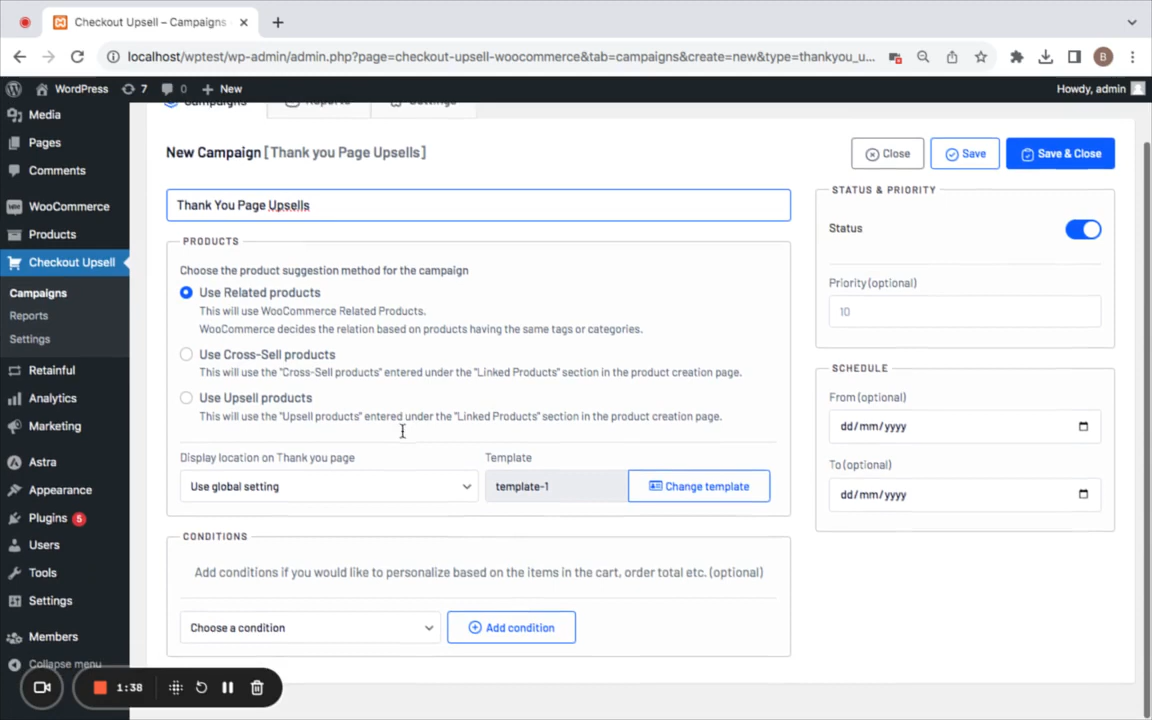 Checkout Upsell – Campaigns
localhost/wptest/wp-admin/admin.php?page=checkout-upsell-woocommerce&tab=campaigns&create=new&type=thankyou_u...
B
WordPress 7 0 New Howdy, admin
Media
Pages
Comments
WooCommerce
Products
Checkout Upsell
Campaigns
Reports
Settings
Retainful
Analytics
Marketing
Astra
Appearance
Plugins 5
Users
Tools
Settings
Members
Collapse menu
1:38
Campaigns Reports Settings
New Campaign [Thank you Page Upsells]
Close Save Save & Close
Thank You Page Upsells
PRODUCTS
Choose the product suggestion method for the campaign
Use Related products
This will use WooCommerce Related Products.
WooCommerce decides the relation based on products having the same tags or categories.
Use Cross-Sell products
This will use the "Cross-Sell products" entered under the "Linked Products" section in the product creation page.
Use Upsell products
This will use the "Upsell products" entered under the "Linked Products" section in the product creation page.
Display location on Thank you page Template
Use global setting template-1 Change template
CONDITIONS
Add conditions if you would like to personalize based on the items in the cart, order total etc. (optional)
Choose a condition Add condition
STATUS & PRIORITY
Status
Priority (optional)
10
SCHEDULE
From (optional)
dd/mm/yyyy
To (optional)
dd/mm/yyyy